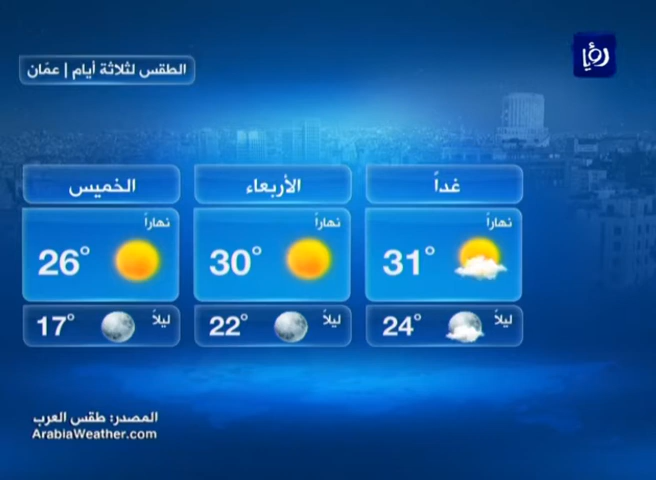 رؤيا
الطقس لثلاثة أيام | عمّان
غداً
نهاراً
31°
ليلاً
24°
الأربعاء
نهاراً
30°
ليلاً
22°
الخميس
نهاراً
26°
ليلاً
17°
المصدر: طقس العرب
ArabiaWeather.com